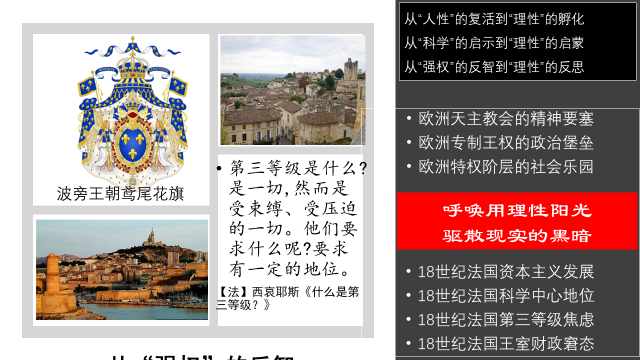 波旁王朝鸢尾花旗
• 第三等级是什么?
是一切,然而是
受束缚、受压迫
的一切。他们要
求什么呢?要求
有一定的地位。
【法】西哀耶斯《什么是第
三等级？》
从“强权”的反智
从“人性”的复活到“理性”的孵化
从“科学”的启示到“理性”的启蒙
从“强权”的反智到“理性”的反思
• 欧洲天主教会的精神要塞
• 欧洲专制王权的政治堡垒
• 欧洲特权阶层的社会乐园
呼唤用理性阳光
驱散现实的黑暗
• 18世纪法国资本主义发展
• 18世纪法国科学中心地位
• 18世纪法国第三等级焦虑
• 18世纪法国王室财政窘态